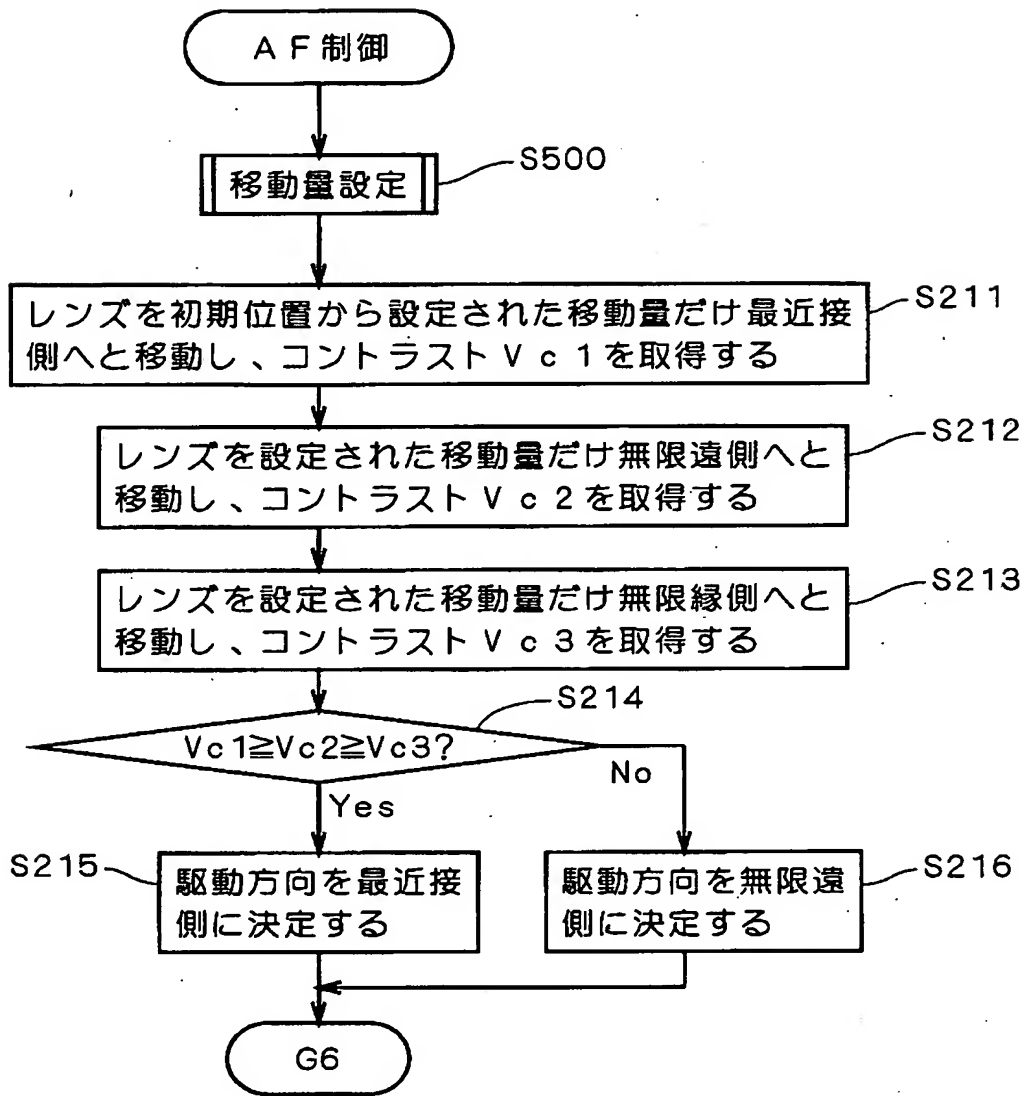 AF制御
移動量設定
S500
レンズを初期位置から設定された移動量だけ最近接
側へと移動し、コントラストVc1を取得する
S211
レンズを設定された移動量だけ無限遠側へと
移動し、コントラストVc2を取得する
S212
レンズを設定された移動量だけ無限縁側へと
移動し、コントラストVc3を取得する
S213
S214
Vc1≧Vc2≧Vc3?
No
Yes
S215
駆動方向を最近接
側に決定する
駆動方向を無限遠
側に決定する
S216
G6